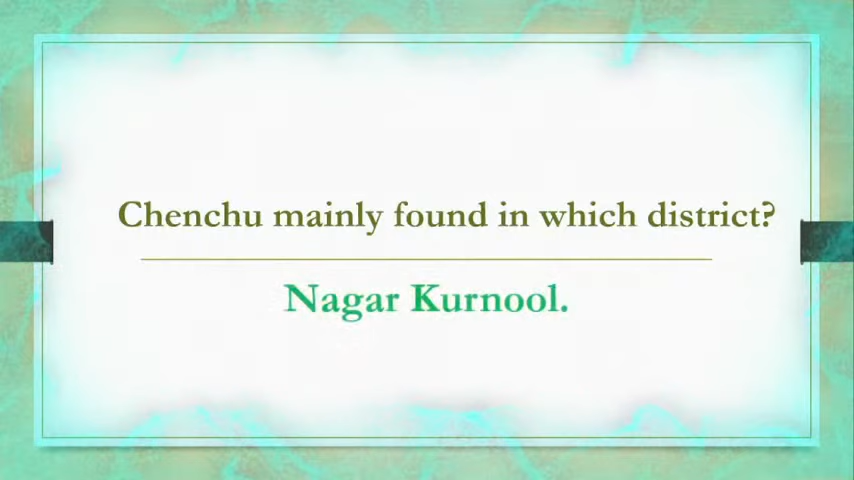 Chenchu mainly found in which district?
Nagar Kurnool.